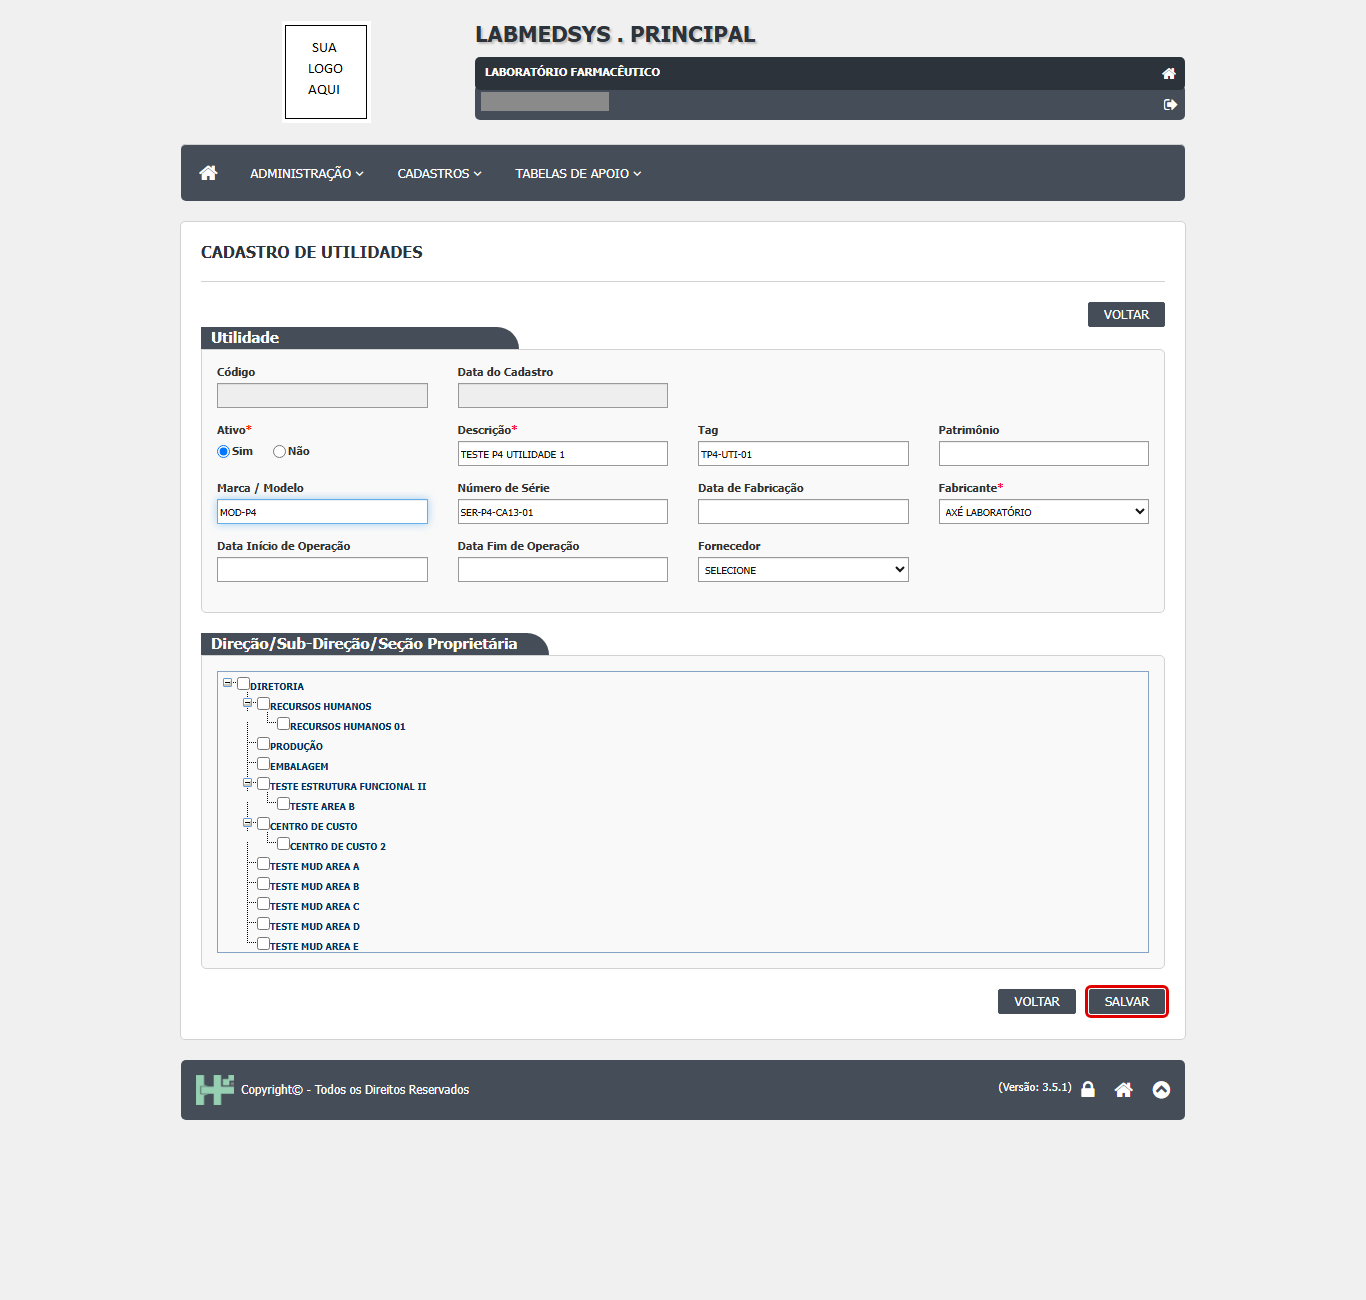 SUA
LOGO
AQUI
LABMEDSYS . PRINCIPAL
LABORATÓRIO FARMACÊUTICO
ADMINISTRAÇÃO CADASTROS TABELAS DE APOIO
CADASTRO DE UTILIDADES
VOLTAR
Utilidade
Código Data do Cadastro
Ativo* Descrição* Tag Patrimônio
Sim Não TESTE P4 UTILIDADE 1 TP4-UTI-01
Marca / Modelo Número de Série Data de Fabricação Fabricante*
MOD-P4 SER-P4-CA13-01 AXÉ LABORATÓRIO
Data Início de Operação Data Fim de Operação Fornecedor
SELECIONE
Direção/Sub-Direção/Seção Proprietária
DIRETORIA
RECURSOS HUMANOS
RECURSOS HUMANOS 01
PRODUÇÃO
EMBALAGEM
TESTE ESTRUTURA FUNCIONAL II
TESTE AREA B
CENTRO DE CUSTO
CENTRO DE CUSTO 2
TESTE MUD AREA A
TESTE MUD AREA B
TESTE MUD AREA C
TESTE MUD AREA D
TESTE MUD AREA E
VOLTAR SALVAR
Copyright© - Todos os Direitos Reservados (Versão: 3.5.1)